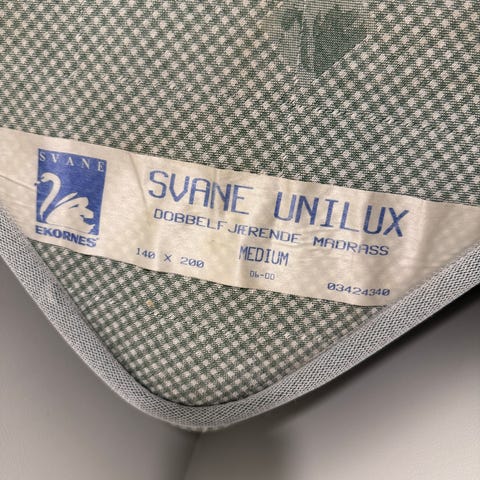 SVANE
EKORNES
SVANE UNILUX
DOBBELFJÆRENDE MADRASS
140 X 200 MEDIUM
06-00
03424340